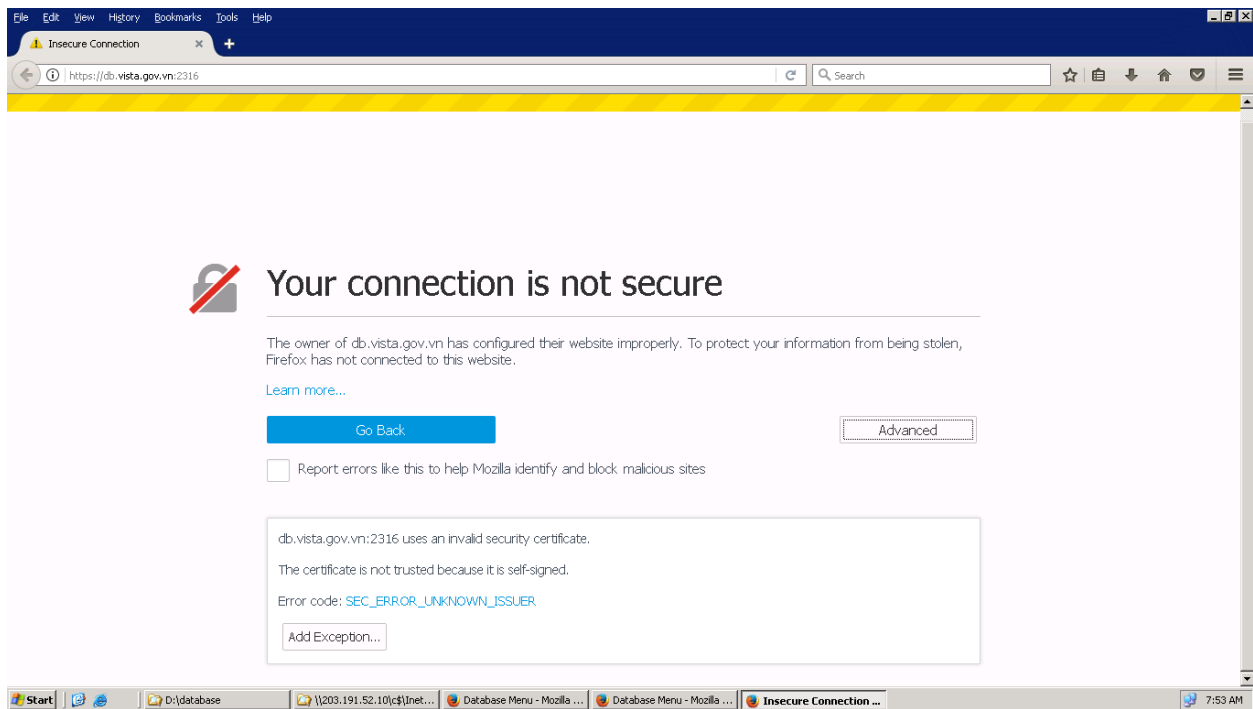 File Edit View History Bookmarks Tools Help
Insecure Connection
https://db.vista.gov.vn:2316
Search
Your connection is not secure
The owner of db.vista.gov.vn has configured their website improperly. To protect your information from being stolen,
Firefox has not connected to this website.
Learn more...
Go Back
Advanced
Report errors like this to help Mozilla identify and block malicious sites
db.vista.gov.vn:2316 uses an invalid security certificate.
The certificate is not trusted because it is self-signed.
Error code: SEC_ERROR_UNKNOWN_ISSUER
Add Exception...
Start D:\database \\203.191.52.10\c$\Inet... Database Menu - Mozilla ... Database Menu - Mozilla ... Insecure Connection ... 7:53 AM